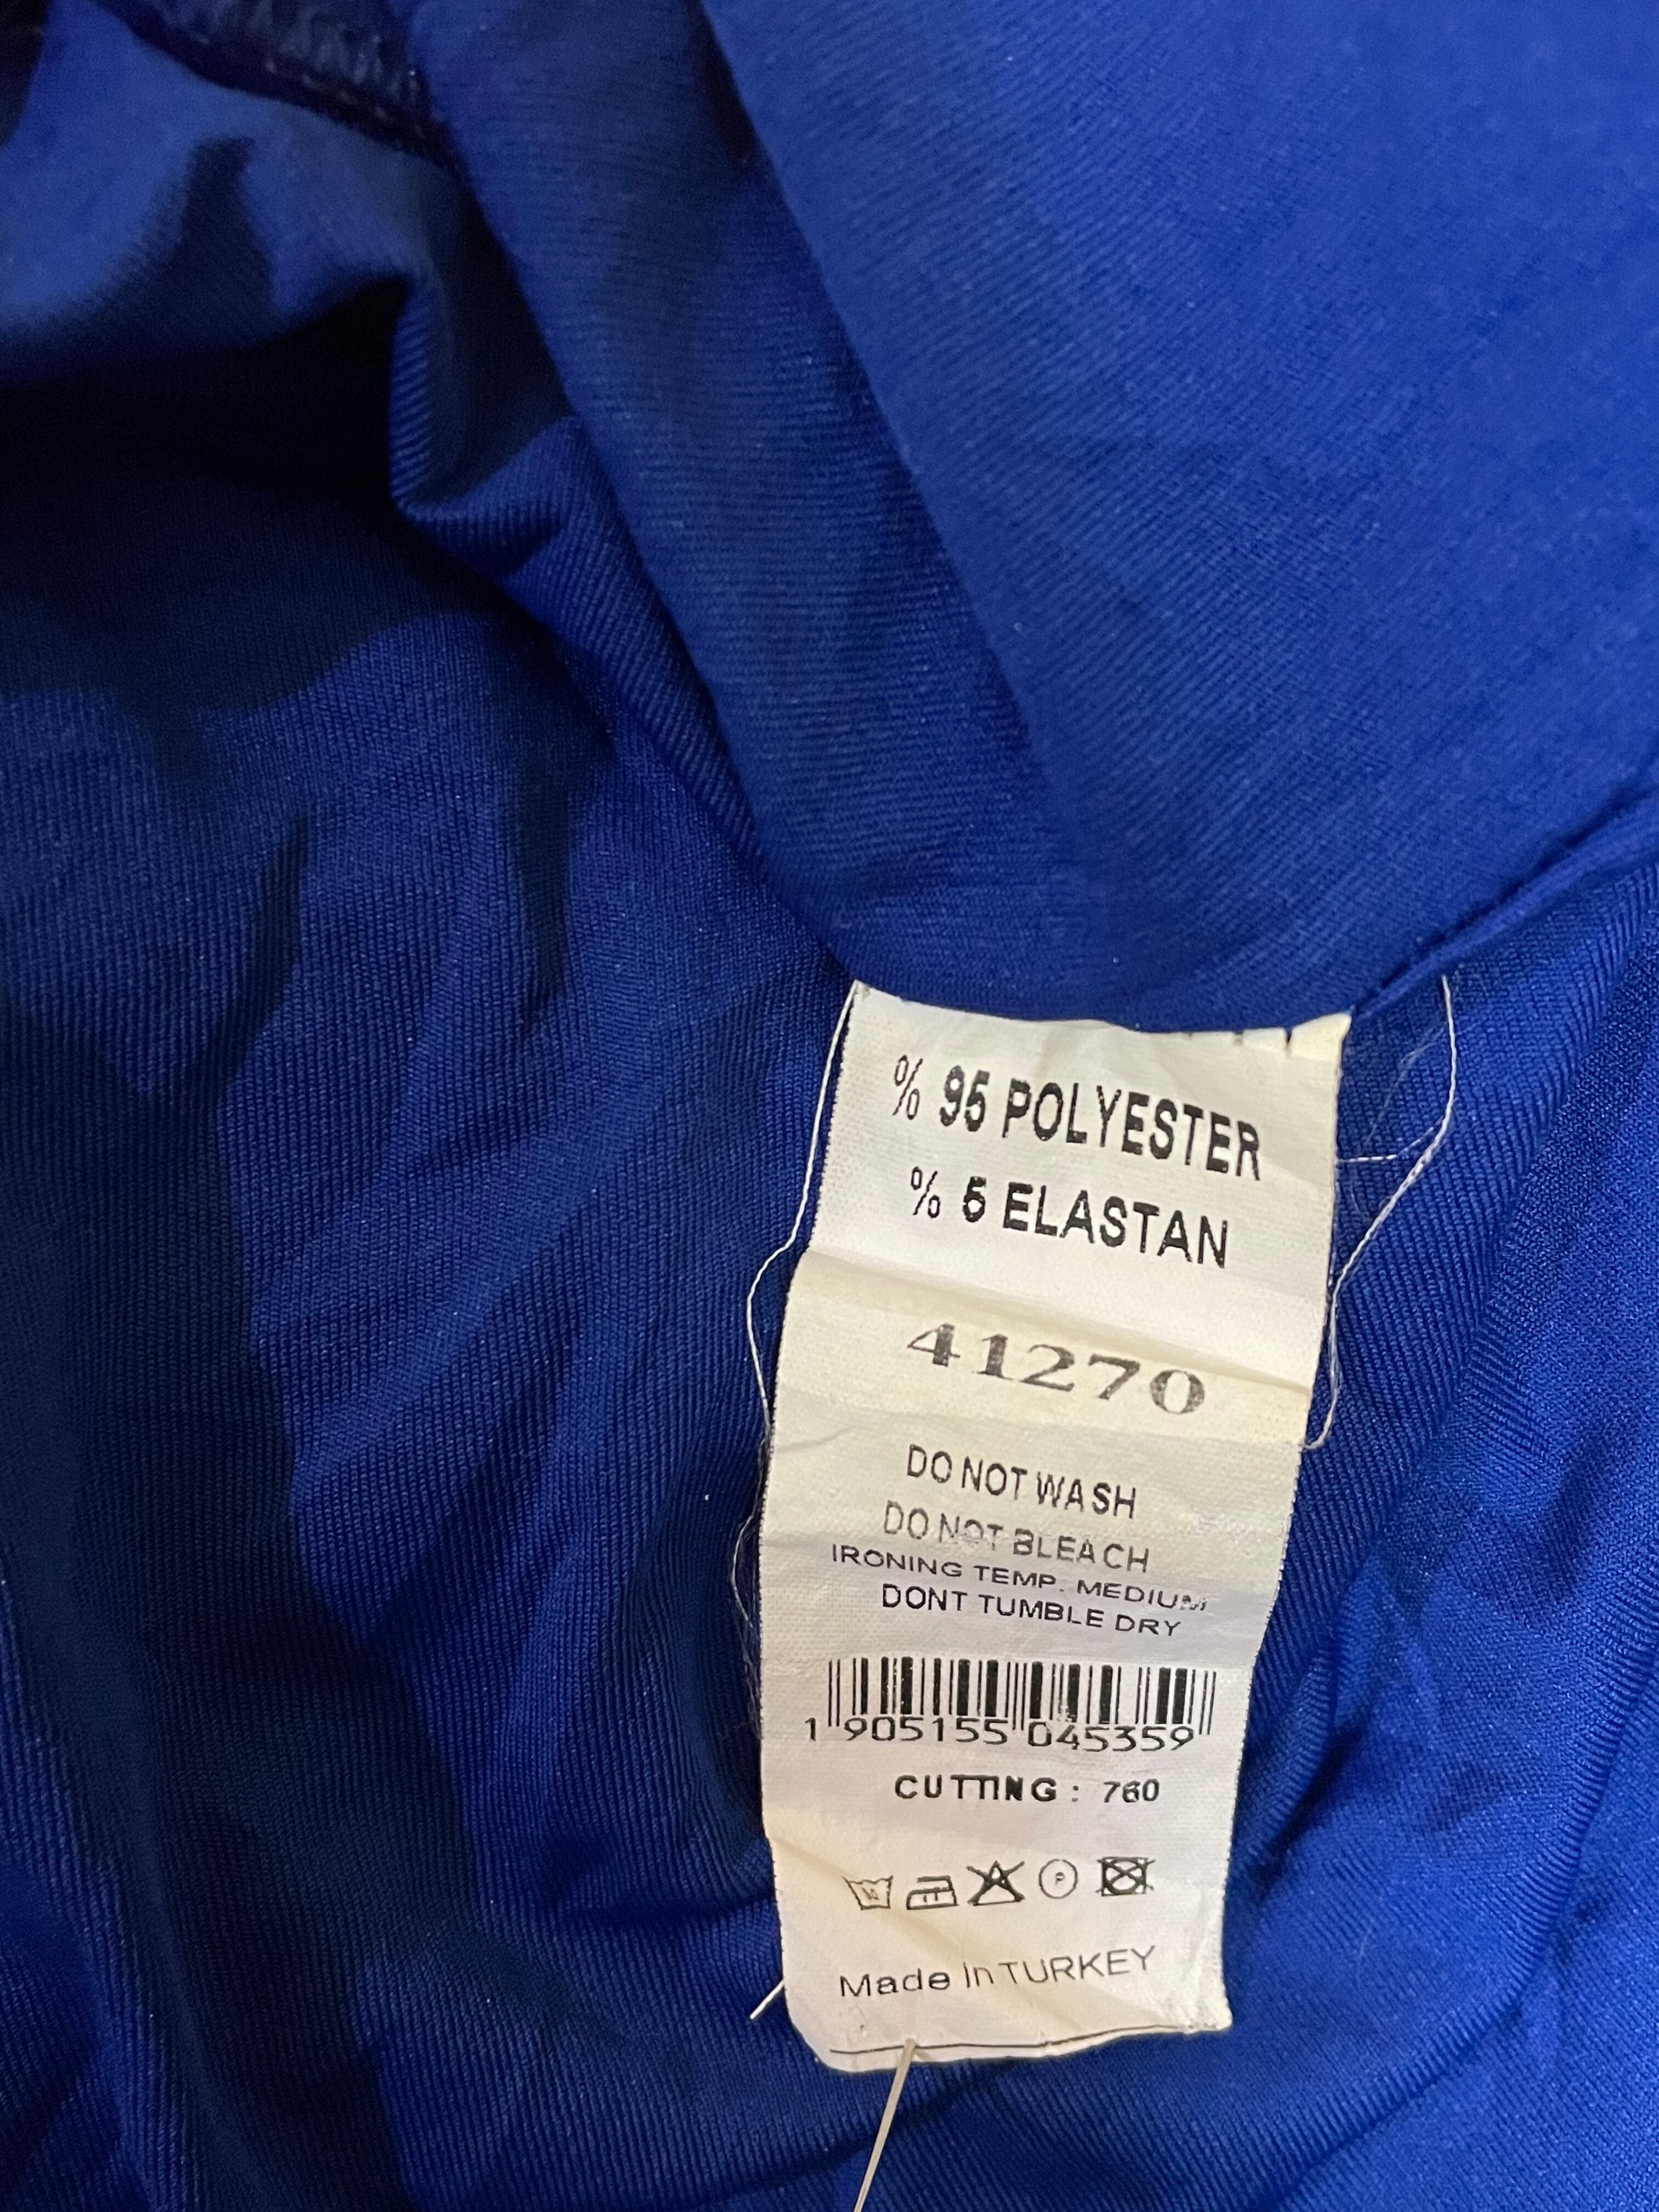 % 95 POLYESTER
% 5 ELASTAN
41270
DO NOT WASH
DO NOT BLEACH
IRONING TEMP. MEDIUM
DONT TUMBLE DRY
1 905155 045359
CUTTING : 760
P
Made in TURKEY